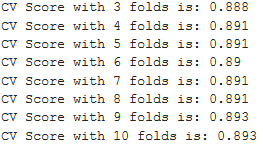 CV Score with 3 folds is: 0.888
CV Score with 4 folds is: 0.891
CV Score with 5 folds is: 0.891
CV Score with 6 folds is: 0.89
CV Score with 7 folds is: 0.891
CV Score with 8 folds is: 0.891
CV Score with 9 folds is: 0.893
CV Score with 10 folds is: 0.893